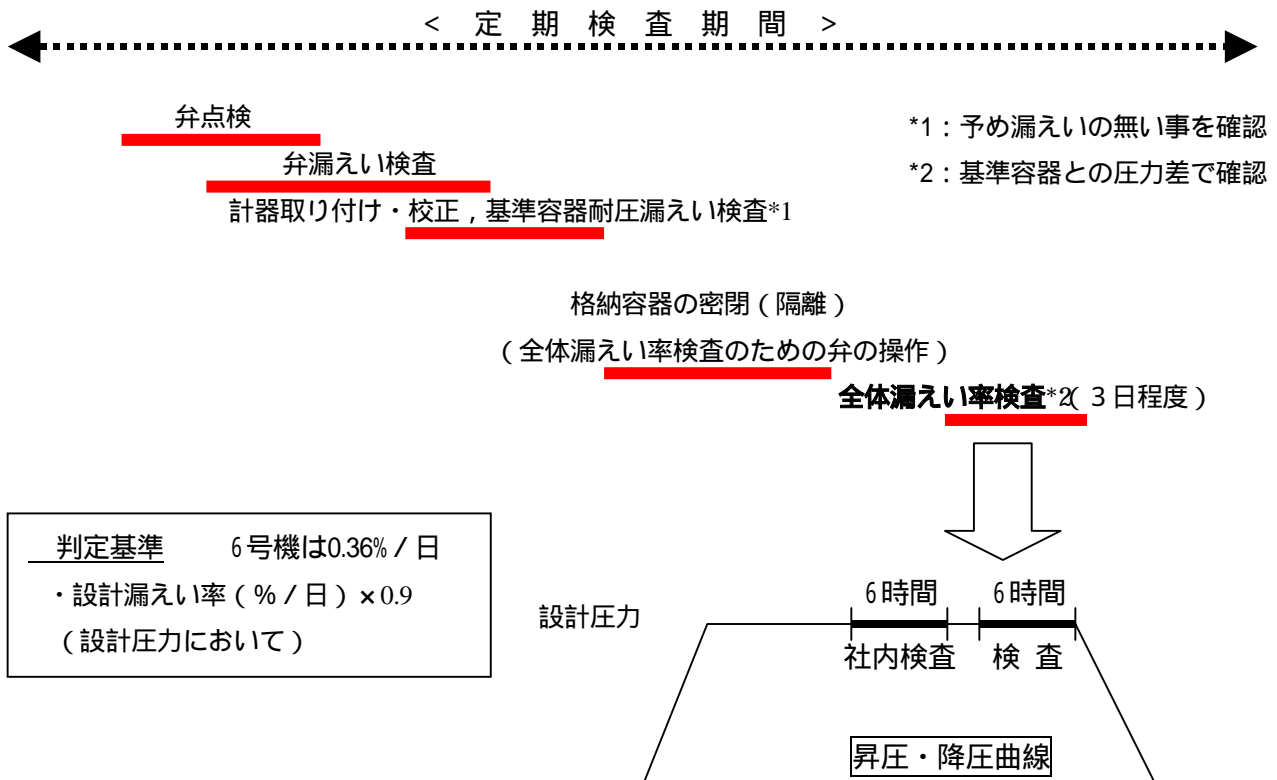 < 定 期 検 査 期 間 >
弁点検
*1：予め漏えいの無い事を確認
弁漏えい検査
*2：基準容器との圧力差で確認
計器取り付け・校正，基準容器耐圧漏えい検査*1
格納容器の密閉（隔離）
（全体漏えい率検査のための弁の操作）
全体漏えい率検査*2(３日程度）
判定基準　　6号機は0.36%／日
・設計漏えい率（％／日）×0.9
（設計圧力において）
6時間
6時間
設計圧力
社内検査
検 査
昇圧・降圧曲線